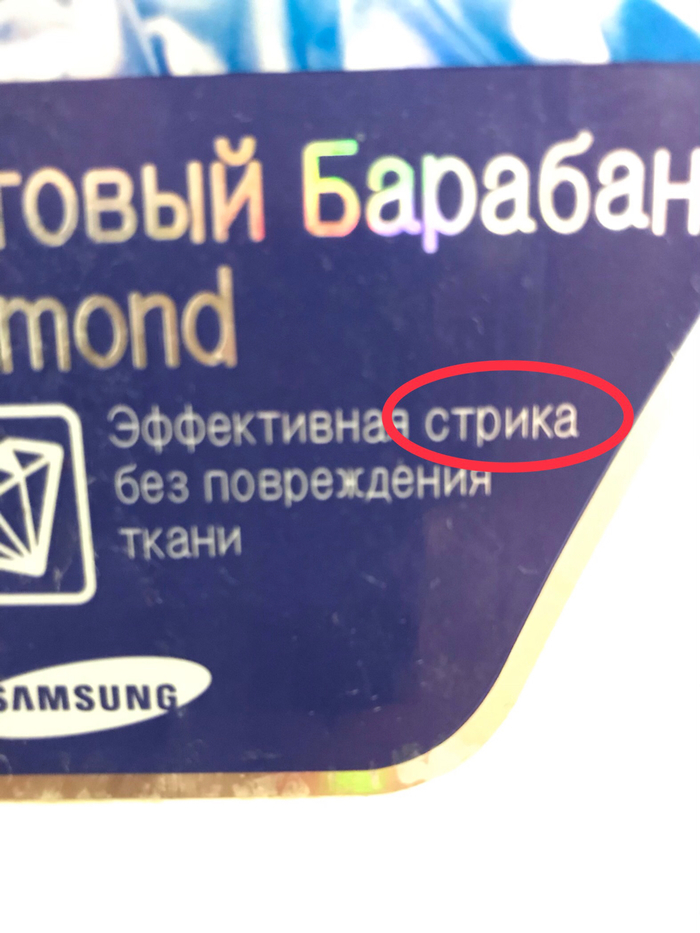 товый Барабан
mond
Эффективная стрика
без повреждения
ткани
SAMSUNG